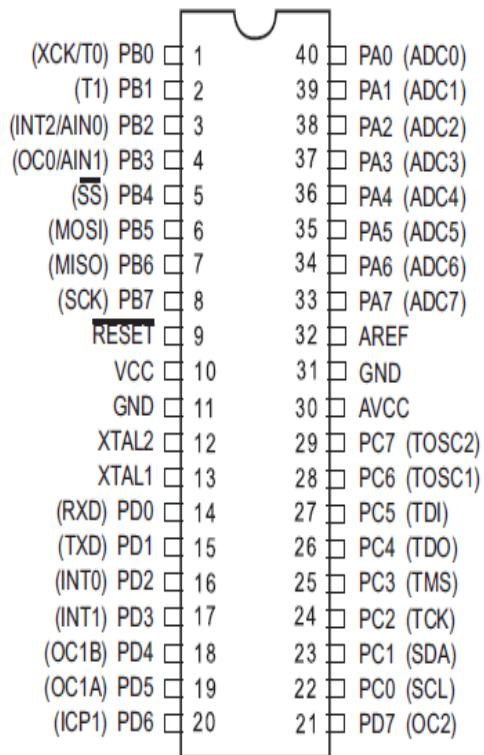 (XCK/T0) PB0 1 40 PA0 (ADC0)
(T1) PB1 2 39 PA1 (ADC1)
(INT2/AIN0) PB2 3 38 PA2 (ADC2)
(OC0/AIN1) PB3 4 37 PA3 (ADC3)
(SS) PB4 5 36 PA4 (ADC4)
(MOSI) PB5 6 35 PA5 (ADC5)
(MISO) PB6 7 34 PA6 (ADC6)
(SCK) PB7 8 33 PA7 (ADC7)
RESET 9 32 AREF
VCC 10 31 GND
GND 11 30 AVCC
XTAL2 12 29 PC7 (TOSC2)
XTAL1 13 28 PC6 (TOSC1)
(RXD) PD0 14 27 PC5 (TDI)
(TXD) PD1 15 26 PC4 (TDO)
(INT0) PD2 16 25 PC3 (TMS)
(INT1) PD3 17 24 PC2 (TCK)
(OC1B) PD4 18 23 PC1 (SDA)
(OC1A) PD5 19 22 PC0 (SCL)
(ICP1) PD6 20 21 PD7 (OC2)